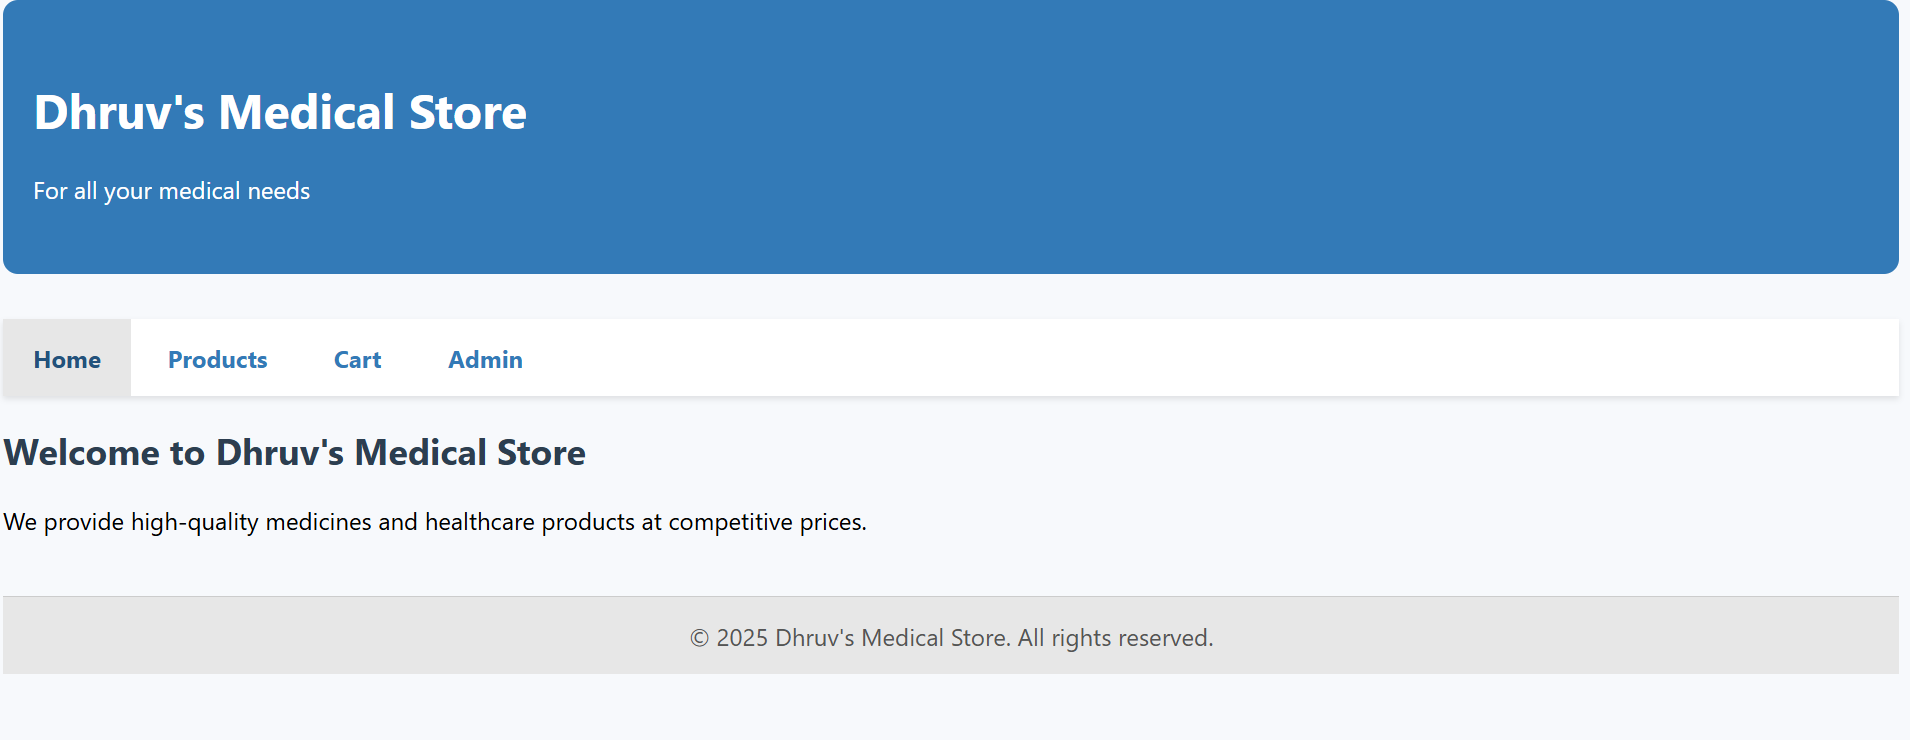 Dhruv's Medical Store
For all your medical needs
Home Products Cart Admin
Welcome to Dhruv's Medical Store
We provide high-quality medicines and healthcare products at competitive prices.
© 2025 Dhruv's Medical Store. All rights reserved.